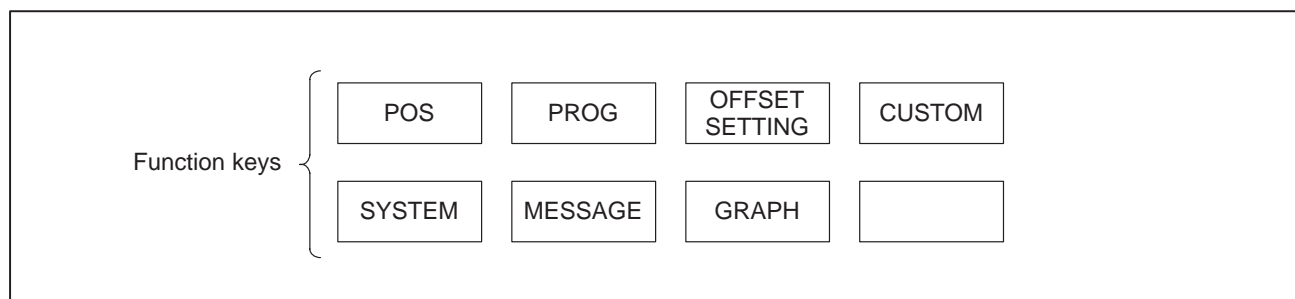 POS PROG OFFSET SETTING CUSTOM
Function keys
SYSTEM MESSAGE GRAPH